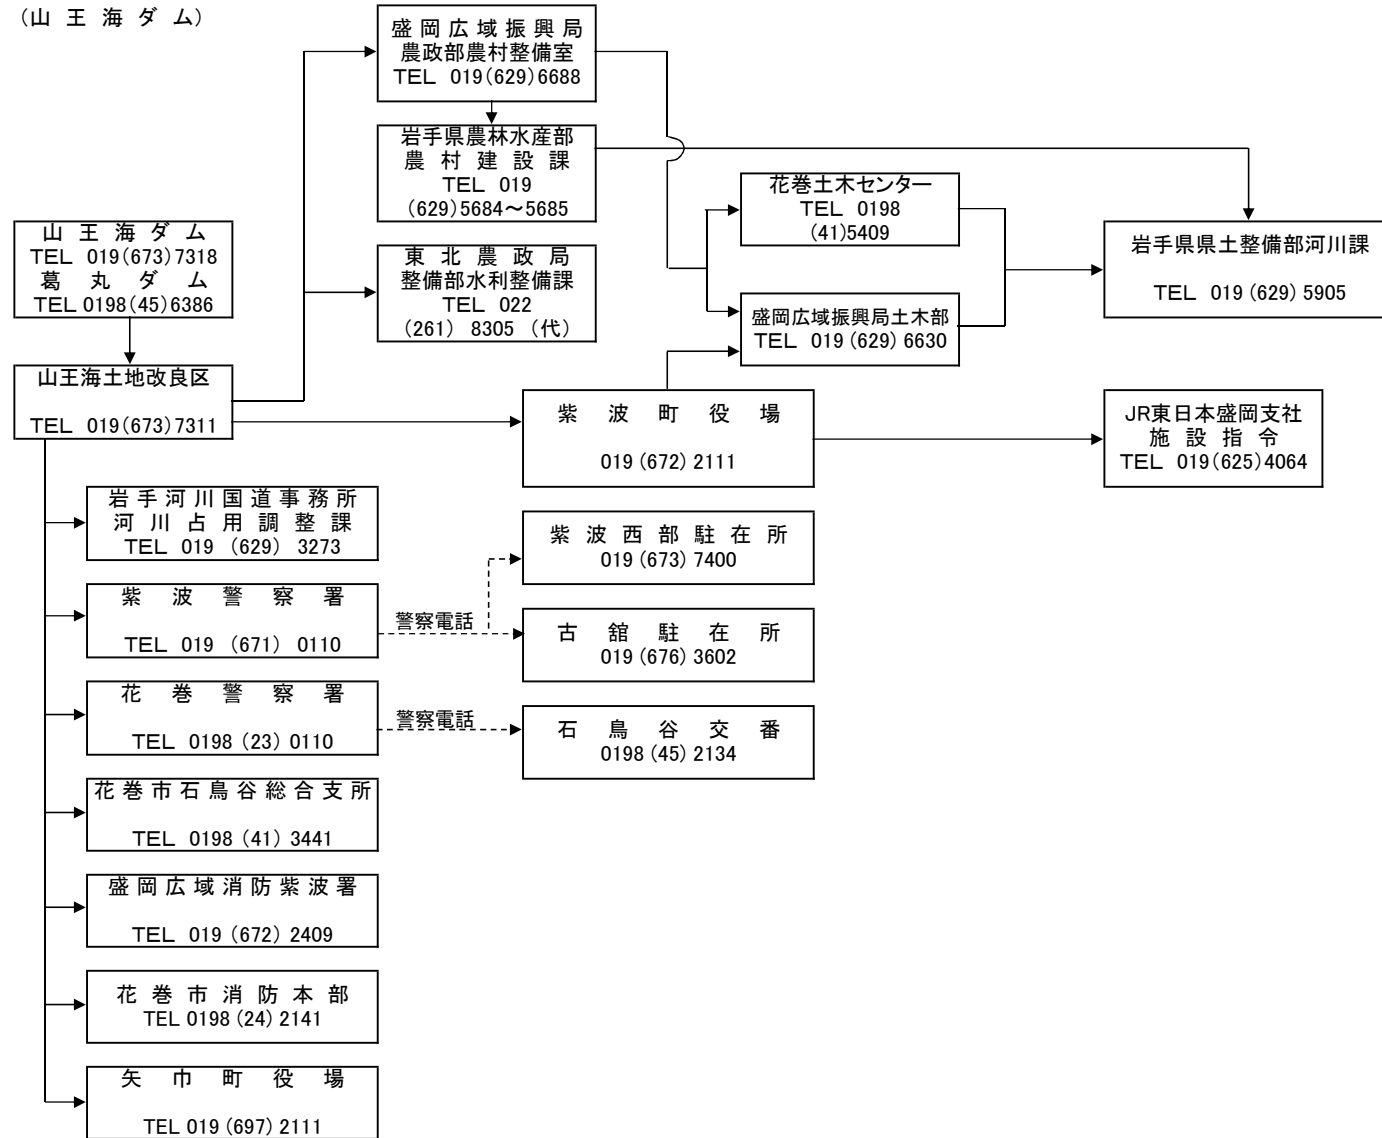 （山 王 海 ダ ム）
盛 岡 広 域 振 興 局
農政部農村整備室
TEL 019(629)6688
岩手県農林水産部
農 村 建 設 課
TEL 019
(629)5684～5685
東 北 農 政 局
整備部水利整備課
TEL 022
(261) 8305 (代)
山 王 海 ダ ム
TEL 019(673)7318
葛 丸 ダ ム
TEL 0198(45)6386
山王海土地改良区
TEL 019(673)7311
花巻土木センター
TEL 0198
(41)5409
盛岡広域振興局土木部
TEL 019(629)6630
岩手県県土整備部河川課
TEL 019(629)5905
紫 波 町 役 場
019(672)2111
JR東日本盛岡支社
施 設 指 令
TEL 019(625)4064
岩 手 河 川 国 道 事 務 所
河 川 占 用 調 整 課
TEL 019 (629) 3273
紫 波 警 察 署
TEL 019 (671) 0110
警察電話
紫 波 西 部 駐 在 所
019(673)7400
古 舘 駐 在 所
019(676)3602
花 巻 警 察 署
TEL 0198(23)0110
警察電話
石 鳥 谷 交 番
0198(45)2134
花 巻 市 石 鳥 谷 総 合 支 所
TEL 0198(41)3441
盛 岡 広 域 消 防 紫 波 署
TEL 019(672)2409
花 巻 市 消 防 本 部
TEL 0198(24)2141
矢 巾 町 役 場
TEL 019(697)2111